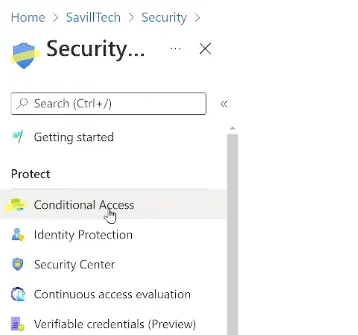 Home > SavillTech > Security >
Security... ... ×
Search (Ctrl+/) «
Getting started
Protect
Conditional Access
Identity Protection
Security Center
Continuous access evaluation
Verifiable credentials (Preview)